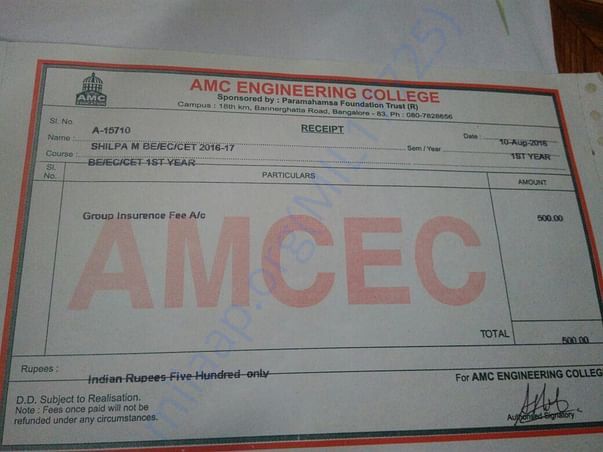 AMC
AMC ENGINEERING COLLEGE
Sponsored by : Paramahamsa Foundation Trust (R)
Campus : 18th km, Bannerghatta Road, Bangalore - 83, Ph : 080-7828656
Sl. No. A-15710 RECEIPT Date : 10-Aug-2016
Name : SHILPA M BE/EC/CET 2016-17 Sem / Year 1ST YEAR
Course : BE/EC/CET 1ST YEAR
Sl. No. PARTICULARS AMOUNT
Group Insurence Fee A/c 500.00
AMCEC
TOTAL 500.00
Rupees : Indian Rupees Five Hundred only
For AMC ENGINEERING COLLEG
D.D. Subject to Realisation.
Note : Fees once paid will not be
refunded under any circumstances.
Authorised Signatory